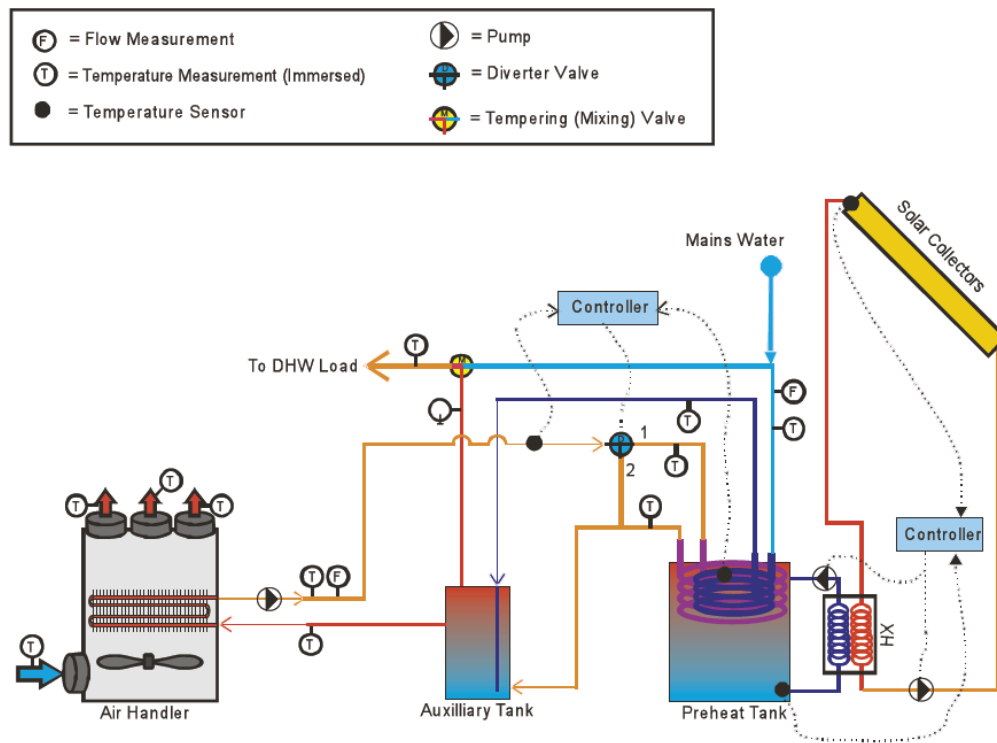 F = Flow Measurement
T = Temperature Measurement (Immersed)
= Temperature Sensor
= Pump
D = Diverter Valve
M = Tempering (Mixing) Valve
Solar Collectors
Mains Water
Controller
To DHW Load
T
M
F
T
T
D
1
2
T
T
T
T
T
T
F
T
T
Controller
HX
Air Handler
Auxilliary Tank
Preheat Tank